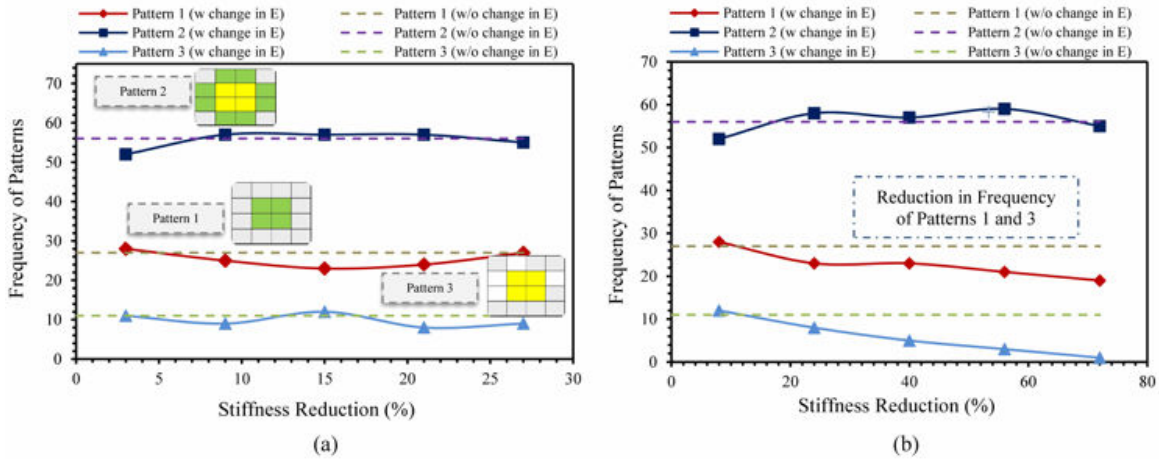 Pattern 1 (w change in E)
Pattern 1 (w/o change in E)
Pattern 2 (w change in E)
Pattern 2 (w/o change in E)
Pattern 3 (w change in E)
Pattern 3 (w/o change in E)
70
60
50
40
30
20
10
0
Frequency of Patterns
Pattern 2
Pattern 1
Pattern 3
0 5 10 15 20 25 30
Stiffness Reduction (%)
(a)
Pattern 1 (w change in E)
Pattern 1 (w/o change in E)
Pattern 2 (w change in E)
Pattern 2 (w/o change in E)
Pattern 3 (w change in E)
Pattern 3 (w/o change in E)
70
60
50
40
30
20
10
0
Frequency of Patterns
Reduction in Frequency
of Patterns 1 and 3
0 20 40 60 80
Stiffness Reduction (%)
(b)